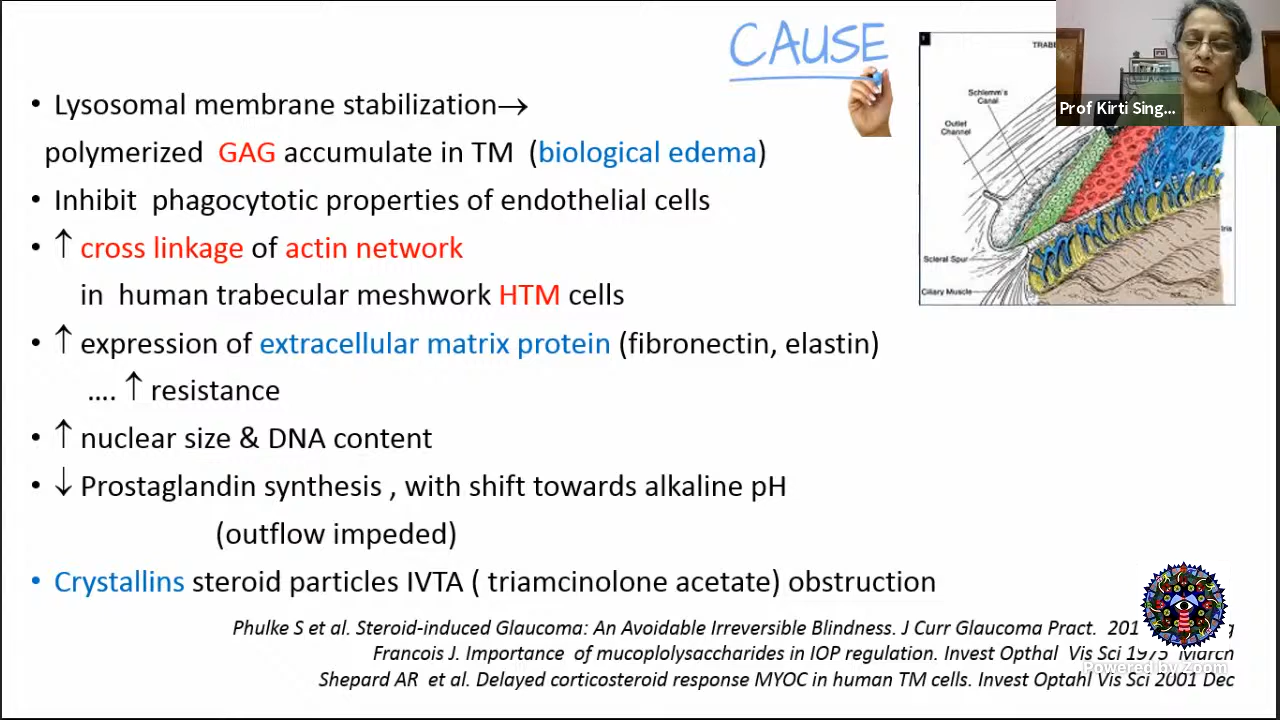 CAUSE
• Lysosomal membrane stabilization→
polymerized GAG accumulate in TM (biological edema)
• Inhibit phagocytotic properties of endothelial cells
• ↑ cross linkage of actin network
in human trabecular meshwork HTM cells
• ↑ expression of extracellular matrix protein (fibronectin, elastin)
.... ↑ resistance
• ↑ nuclear size & DNA content
• ↓ Prostaglandin synthesis , with shift towards alkaline pH
(outflow impeded)
• Crystallins steroid particles IVTA ( triamcinolone acetate) obstruction
Phulke S et al. Steroid-induced Glaucoma: An Avoidable Irreversible Blindness. J Curr Glaucoma Pract. 201
Francois J. Importance of mucoplolysaccharides in IOP regulation. Invest Opthal Vis Sci 1975 March
Shepard AR et al. Delayed corticosteroid response MYOC in human TM cells. Invest Optahl Vis Sci 2001 Dec
TRABE
Schlemm's
Canal
Outlet
Channel
Iris
Scleral Spur
Ciliary Muscle
Prof Kirti Sing...
Powered by Zoom